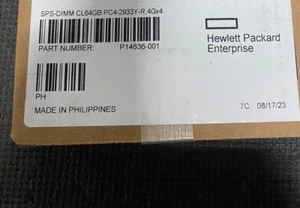 SPS-DIMM CL64GB PC4-2933Y-R,4Gx4
PART NUMBER: P14636-001
Hewlett Packard
Enterprise
PH
MADE IN PHILIPPINES 7C 08/17/23